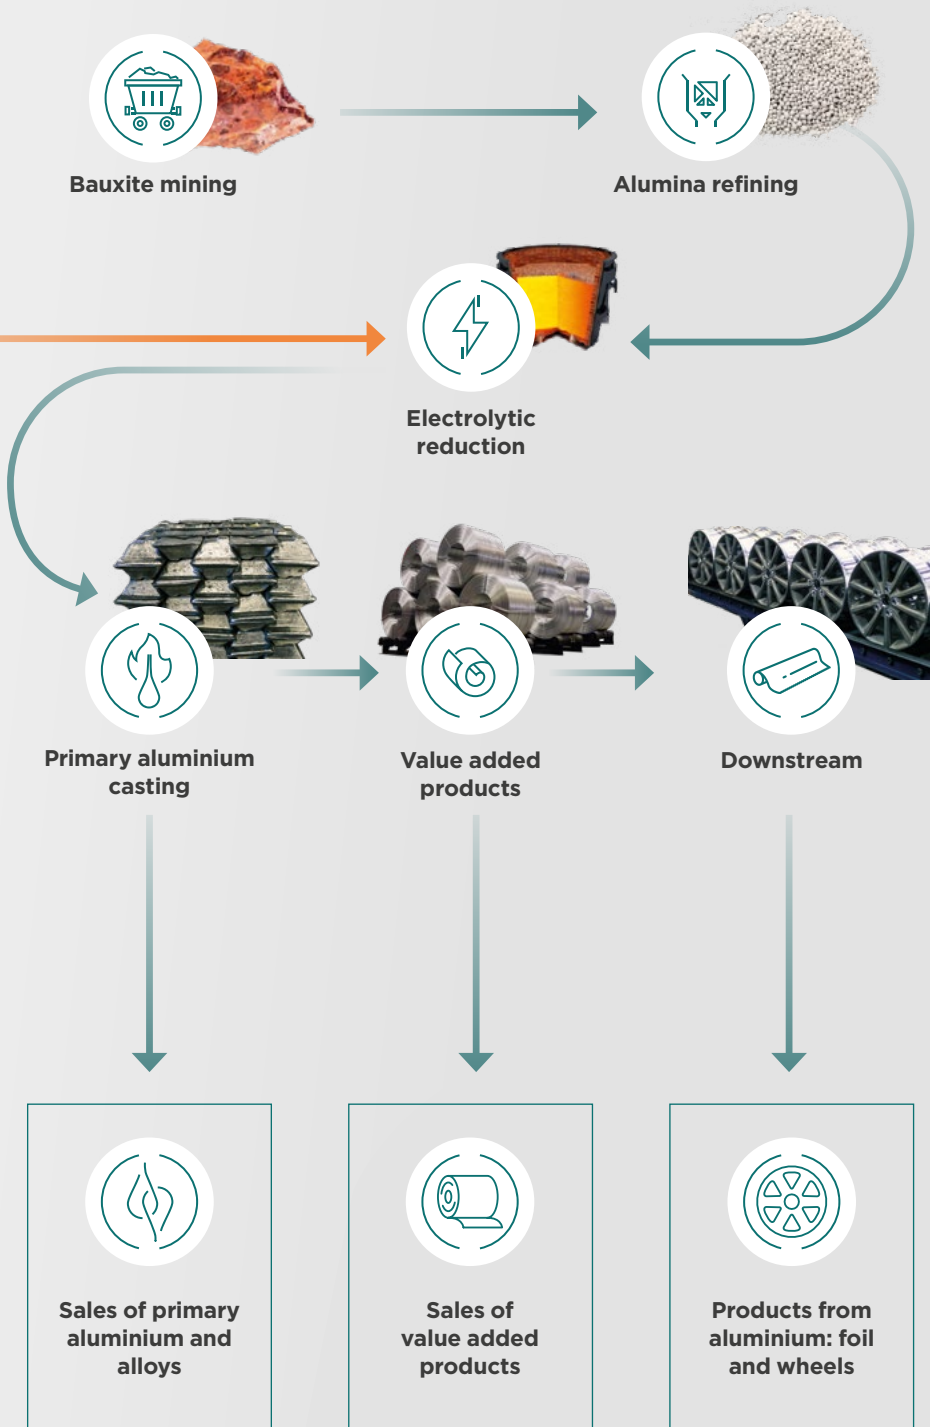 Bauxite mining
Alumina refining
Electrolytic
reduction
Primary aluminium
casting
Value added
products
Downstream
Sales of primary
aluminium and
alloys
Sales of
value added
products
Products from
aluminium: foil
and wheels